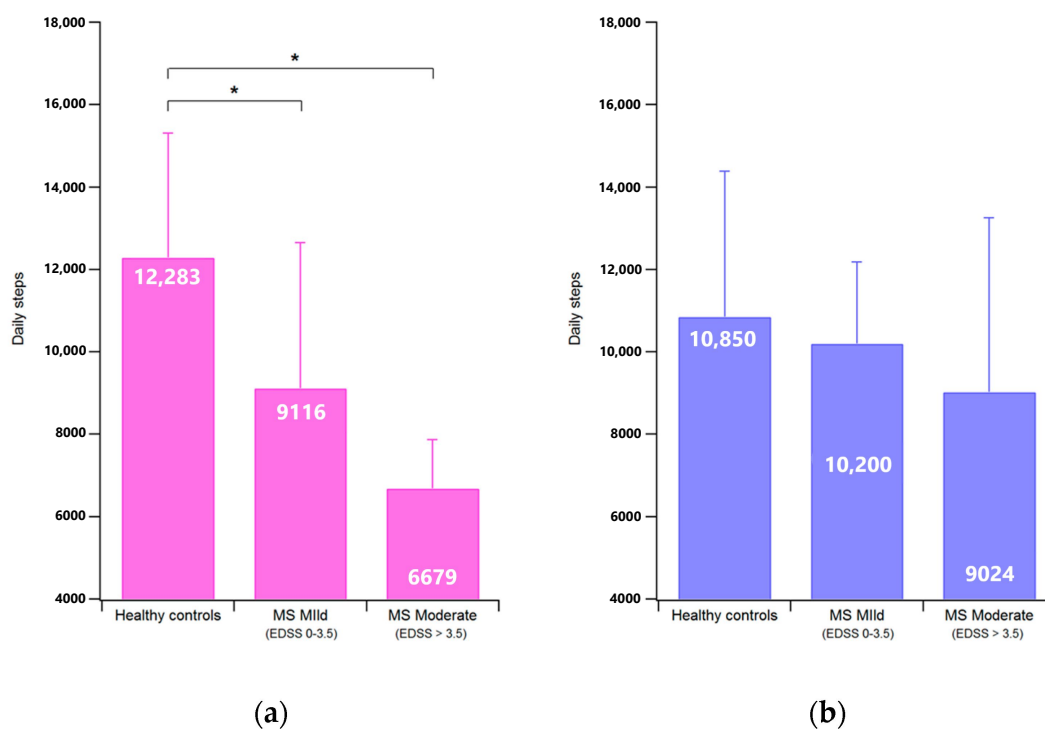 18,000
16,000
14,000
12,000
10,000
8000
6000
4000
Daily steps
*
*
12,283
9116
6679
Healthy controls
MS MIld
(EDSS 0-3.5)
MS Moderate
(EDSS > 3.5)
(a)
18,000
16,000
14,000
12,000
10,000
8000
6000
4000
Daily steps
10,850
10,200
9024
Healthy controls
MS MIld
(EDSS 0-3.5)
MS Moderate
(EDSS > 3.5)
(b)